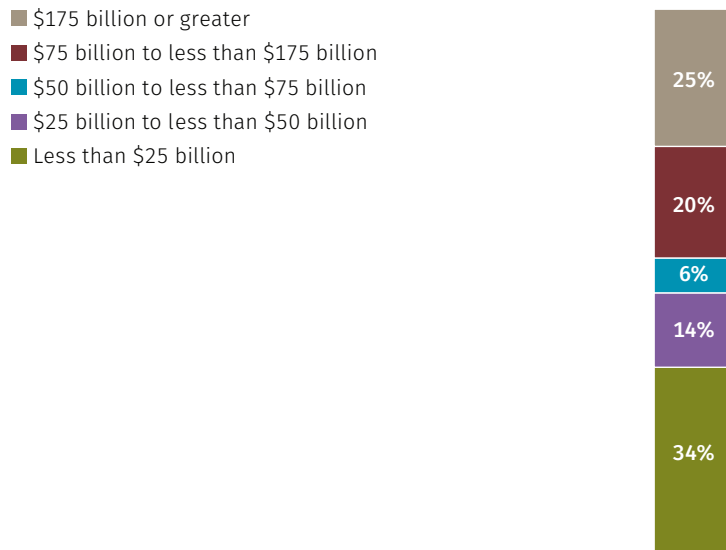 $175 billion or greater
$75 billion to less than $175 billion
$50 billion to less than $75 billion
$25 billion to less than $50 billion
Less than $25 billion
25%
20%
6%
14%
34%